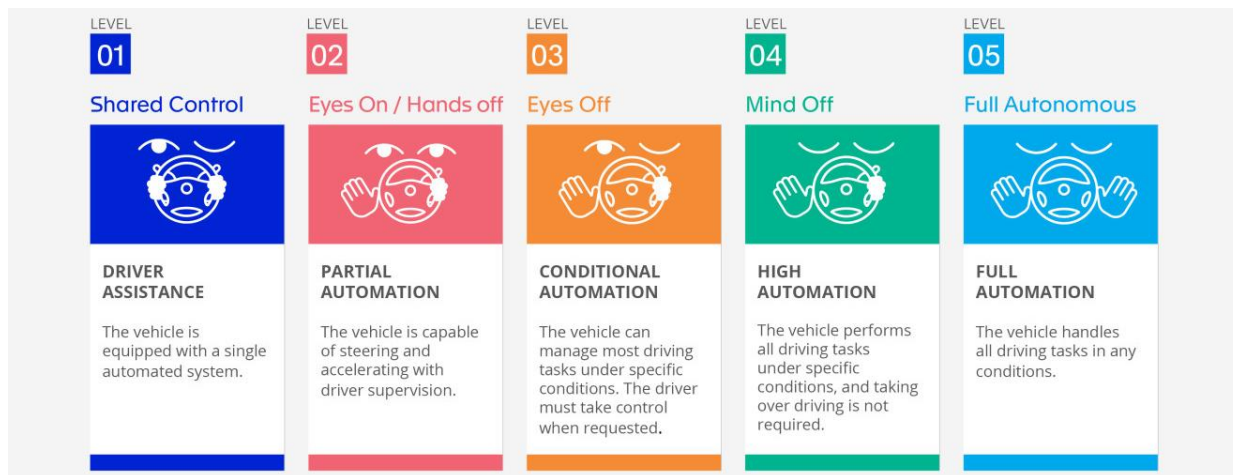 LEVEL
01
Shared Control
DRIVER
ASSISTANCE
The vehicle is
equipped with a single
automated system.
LEVEL
02
Eyes On / Hands off
PARTIAL
AUTOMATION
The vehicle is capable
of steering and
accelerating with
driver supervision.
LEVEL
03
Eyes Off
CONDITIONAL
AUTOMATION
The vehicle can
manage most driving
tasks under specific
conditions. The driver
must take control
when requested.
LEVEL
04
Mind Off
HIGH
AUTOMATION
The vehicle performs
all driving tasks
under specific
conditions, and taking
over driving is not
required.
LEVEL
05
Full Autonomous
FULL
AUTOMATION
The vehicle handles
all driving tasks in any
conditions.